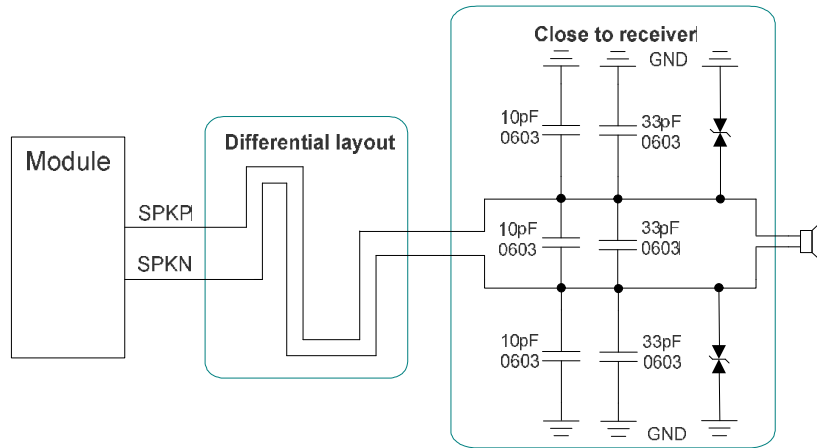 Close to receiver
GND
10pF
0603
33pF
0603
Differential layout
Module
SPKP
10pF
0603
33pF
0603
SPKN
10pF
0603
33pF
0603
GND